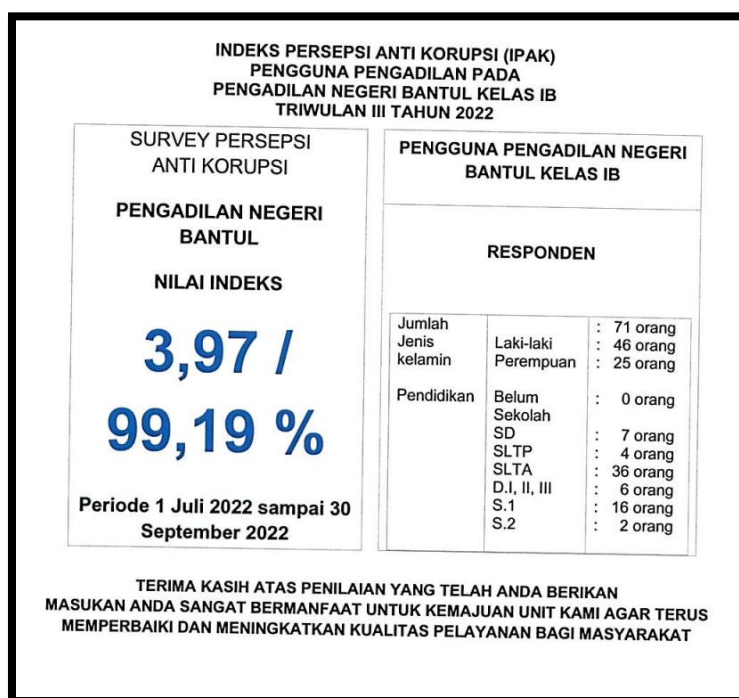 INDEKS PERSEPSI ANTI KORUPSI (IPAK)
PENGGUNA PENGADILAN PADA
PENGADILAN NEGERI BANTUL KELAS IB
TRIWULAN III TAHUN 2022
SURVEY PERSEPSI
ANTI KORUPSI
PENGADILAN NEGERI
BANTUL
NILAI INDEKS
3,97 /
99,19 %
Periode 1 Juli 2022 sampai 30
September 2022
PENGGUNA PENGADILAN NEGERI
BANTUL KELAS IB
RESPONDEN
Jumlah : 71 orang
Jenis Laki-laki : 46 orang
kelamin Perempuan : 25 orang
Pendidikan Belum : 0 orang
Sekolah
SD : 7 orang
SLTP : 4 orang
SLTA : 36 orang
D.I, II, III : 6 orang
S.1 : 16 orang
S.2 : 2 orang
TERIMA KASIH ATAS PENILAIAN YANG TELAH ANDA BERIKAN
MASUKAN ANDA SANGAT BERMANFAAT UNTUK KEMAJUAN UNIT KAMI AGAR TERUS
MEMPERBAIKI DAN MENINGKATKAN KUALITAS PELAYANAN BAGI MASYARAKAT